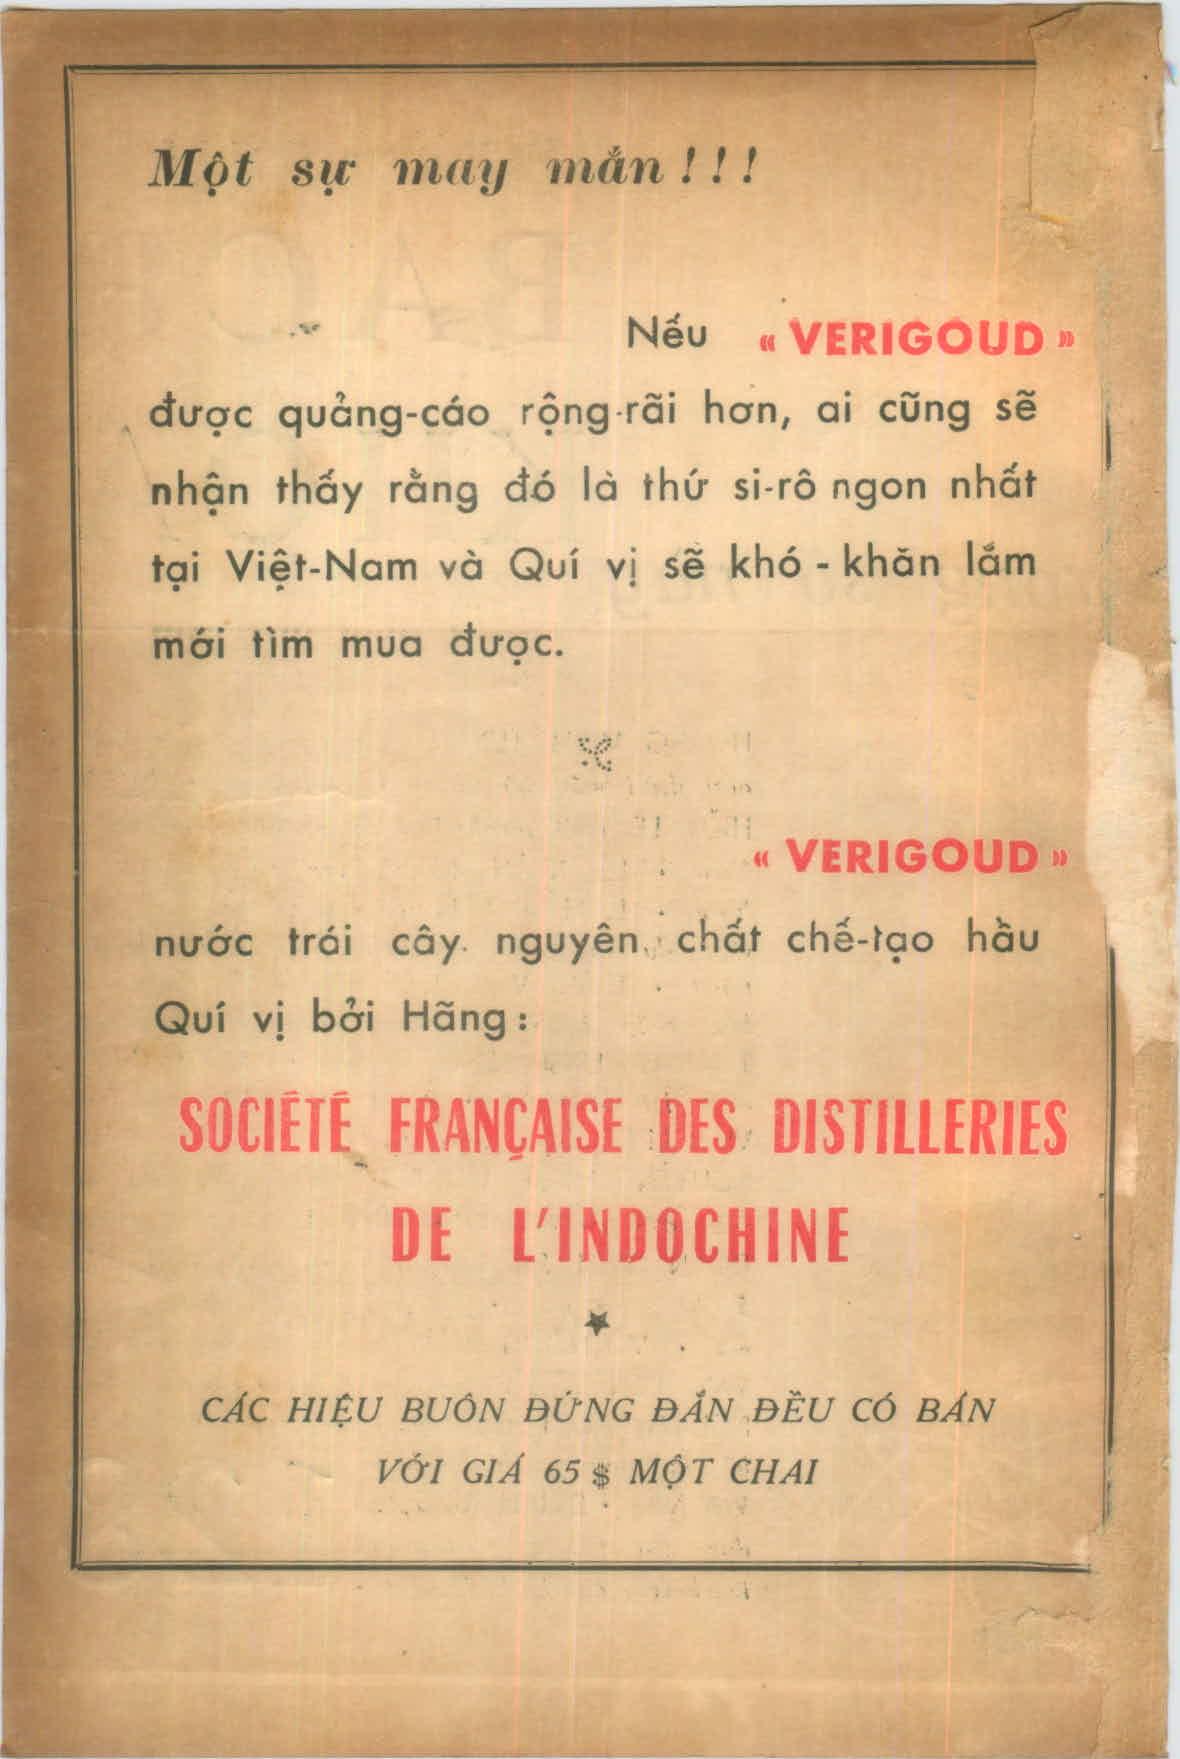 Một sự may mắn ! ! !
Nếu « VERIGOUD »
được quảng-cáo rộng-rãi hơn, ai cũng sẽ
nhận thấy rằng đó là thứ si-rô ngon nhất
tại Việt-Nam và Quí vị sẽ khó - khăn lắm
mới tìm mua được.
« VERIGOUD »
nước trái cây nguyên chất chế-tạo hầu
Quí vị bởi Hãng :
SOCIÉTÉ FRANÇAISE DES DISTILLERIES
DE L'INDOCHINE
CÁC HIỆU BUÔN ĐỨNG ĐẮN ĐỀU CÓ BÁN
VỚI GIÁ 65 $ MỘT CHAI